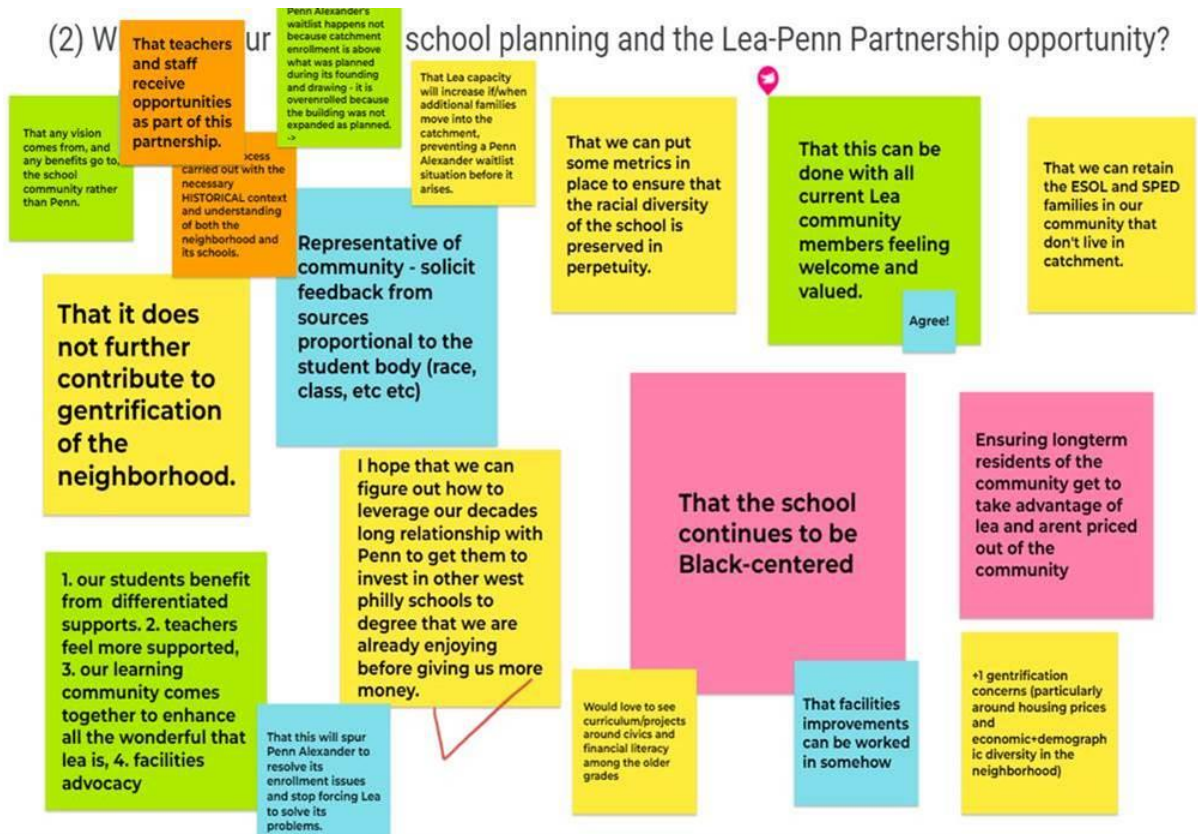 (2) W ur school planning and the Lea-Penn Partnership opportunity?
That any vision
comes from, and
any benefits go to,
the school
community rather
than Penn.
That teachers
and staff
receive
opportunities
as part of this
partnership.
Penn Alexander's
waitlist happens not
because catchment
enrollment is above
what was planned
during its founding
and drawing - it is
overenrolled because
the building was not
expanded as planned.
->
carried out with the
necessary
HISTORICAL context
and understanding
of both the
neighborhood and
its schools.
That Lea capacity
will increase if/when
additional families
move into the
catchment,
preventing a Penn
Alexander waitlist
situation before it
arises.
That we can put
some metrics in
place to ensure that
the racial diversity
of the school is
preserved in
perpetuity.
That this can be
done with all
current Lea
community
members feeling
welcome and
valued.
Agree!
That we can retain
the ESOL and SPED
families in our
community that
don't live in
catchment.
That it does
not further
contribute to
gentrification
of the
neighborhood.
Representative of
community - solicit
feedback from
sources
proportional to the
student body (race,
class, etc etc)
I hope that we can
figure out how to
leverage our decades
long relationship with
Penn to get them to
invest in other west
philly schools to
degree that we are
already enjoying
before giving us more
money.
That the school
continues to be
Black-centered
Ensuring longterm
residents of the
community get to
take advantage of
lea and arent priced
out of the
community
1. our students benefit
from differentiated
supports. 2. teachers
feel more supported,
3. our learning
community comes
together to enhance
all the wonderful that
lea is, 4. facilities
advocacy
That this will spur
Penn Alexander to
resolve its
enrollment issues
and stop forcing Lea
to solve its
problems.
Would love to see
curriculum/projects
around civics and
financial literacy
among the older
grades
That facilities
improvements
can be worked
in somehow
+1 gentrification
concerns (particularly
around housing prices
and
economic+demograph
ic diversity in the
neighborhood)